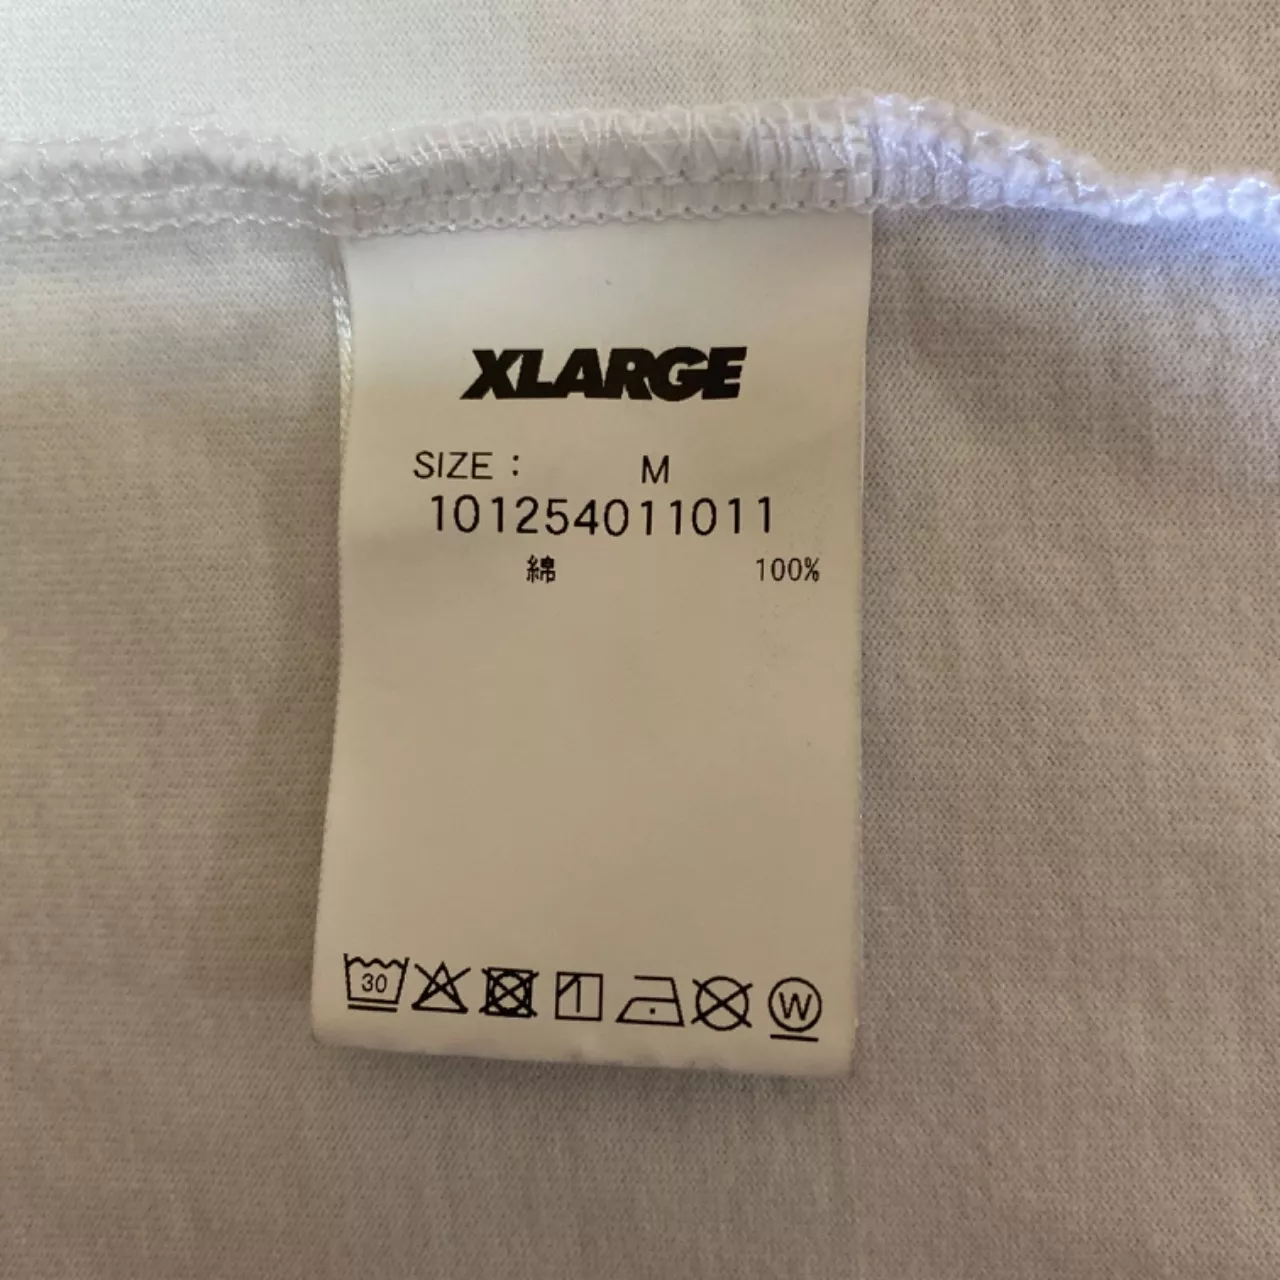 XLARGE
SIZE : M
101254011011
綿 100%
30 W